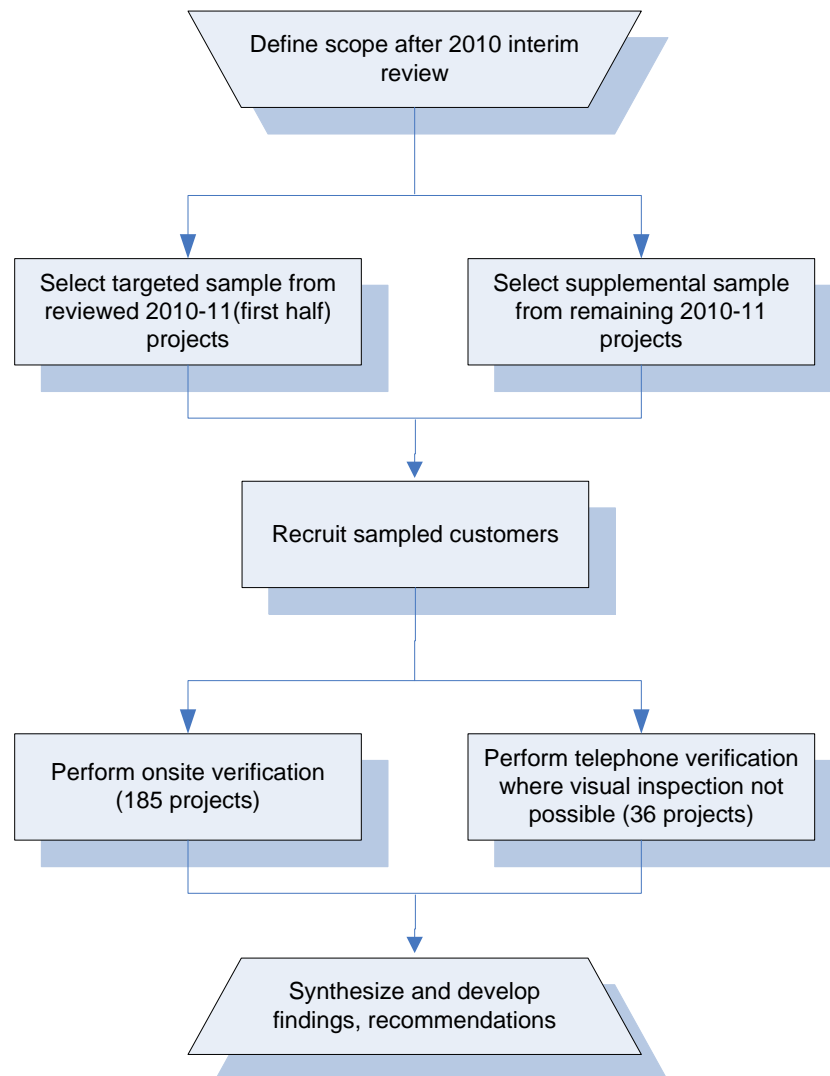 Define scope after 2010 interim
review
Select targeted sample from
reviewed 2010-11(first half)
projects
Select supplemental sample
from remaining 2010-11
projects
Recruit sampled customers
Perform onsite verification
(185 projects)
Perform telephone verification
where visual inspection not
possible (36 projects)
Synthesize and develop
findings, recommendations